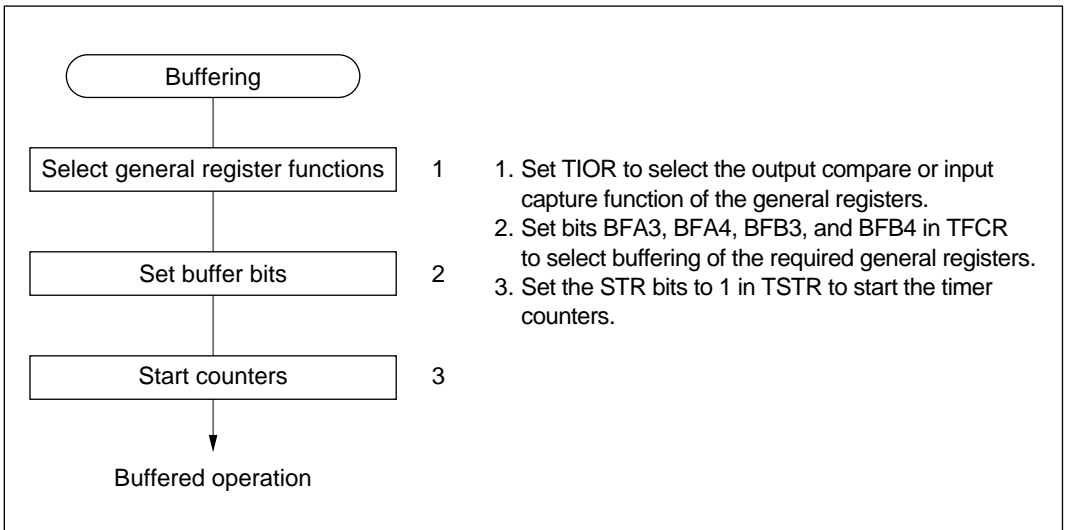 Buffering
Select general register functions
1
Set buffer bits
2
Start counters
3
Buffered operation
1. Set TIOR to select the output compare or input
capture function of the general registers.
2. Set bits BFA3, BFA4, BFB3, and BFB4 in TFCR
to select buffering of the required general registers.
3. Set the STR bits to 1 in TSTR to start the timer
counters.